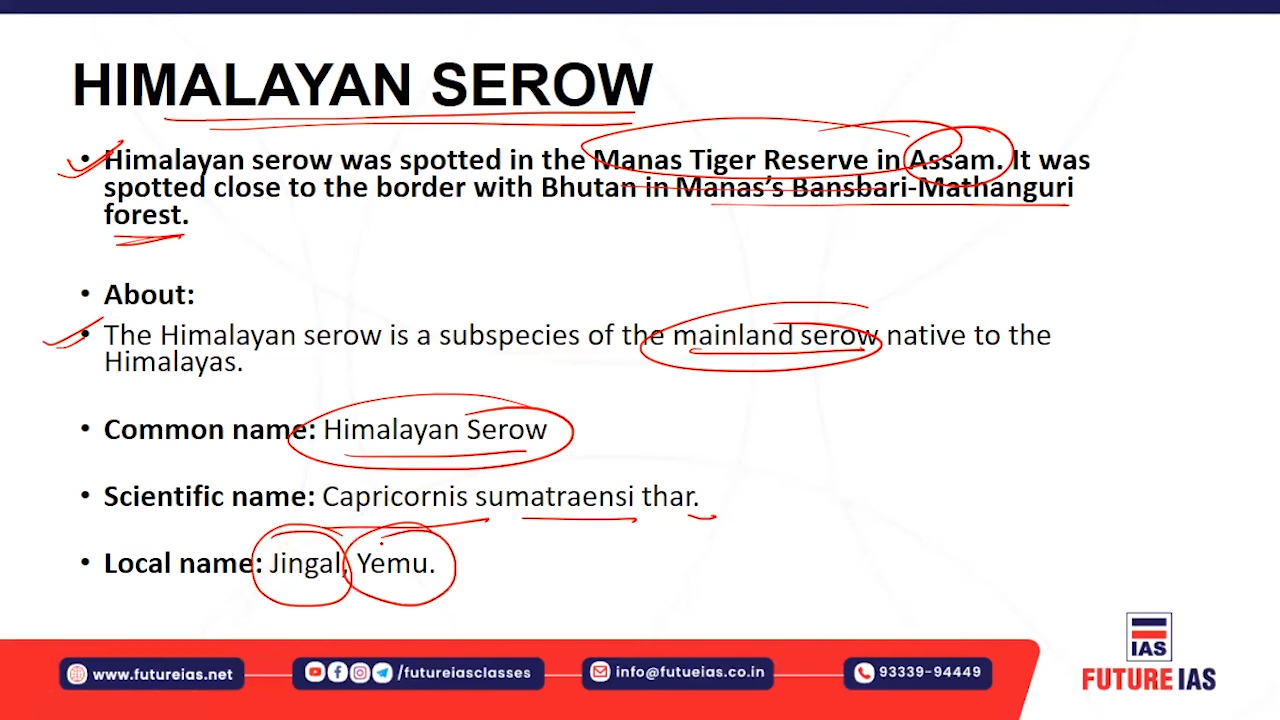 HIMALAYAN SEROW
• Himalayan serow was spotted in the Manas Tiger Reserve in Assam. It was
spotted close to the border with Bhutan in Manas’s Bansbari-Mathanguri
forest.
• About:
• The Himalayan serow is a subspecies of the mainland serow native to the
Himalayas.
• Common name: Himalayan Serow
• Scientific name: Capricornis sumatraensi thar.
• Local name: Jingal, Yemu.
www.futureias.net
/futureiasclasses
info@futueias.co.in
93339-94449
IAS
FUTURE IAS